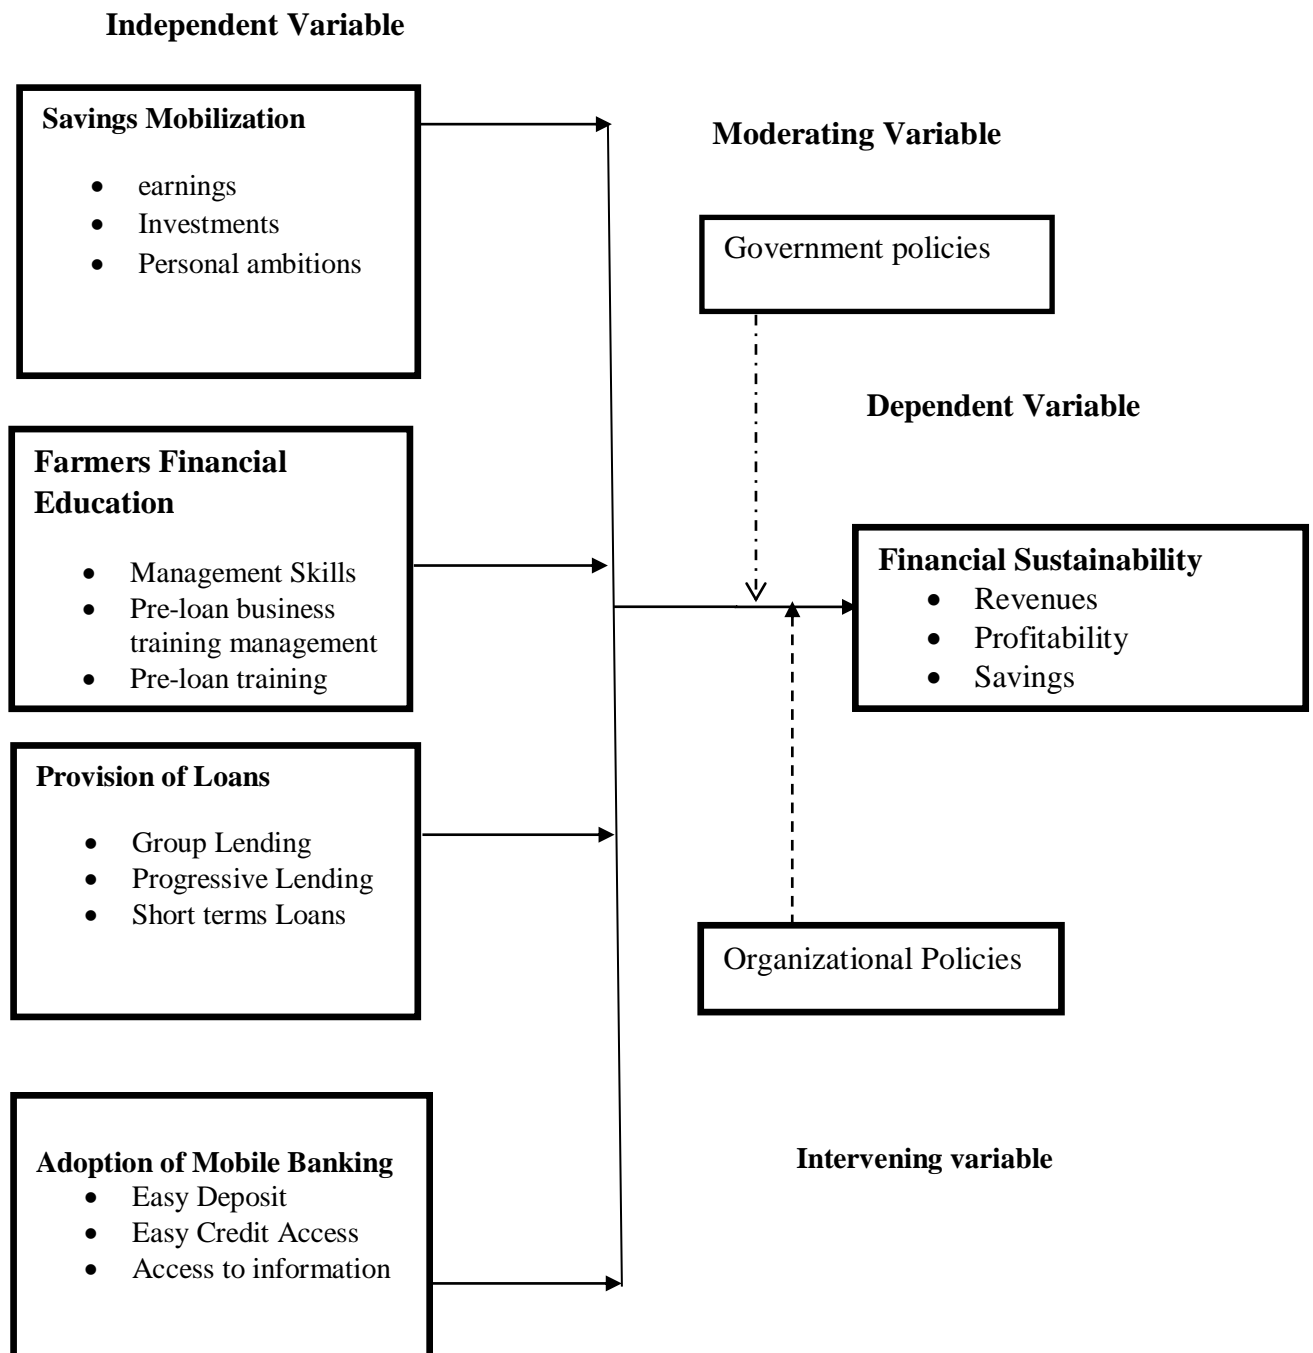 Independent Variable
Savings Mobilization
• earnings
• Investments
• Personal ambitions
Farmers Financial
Education
• Management Skills
• Pre-loan business
training management
• Pre-loan training
Provision of Loans
• Group Lending
• Progressive Lending
• Short terms Loans
Adoption of Mobile Banking
• Easy Deposit
• Easy Credit Access
• Access to information
Moderating Variable
Government policies
Dependent Variable
Financial Sustainability
• Revenues
• Profitability
• Savings
Organizational Policies
Intervening variable